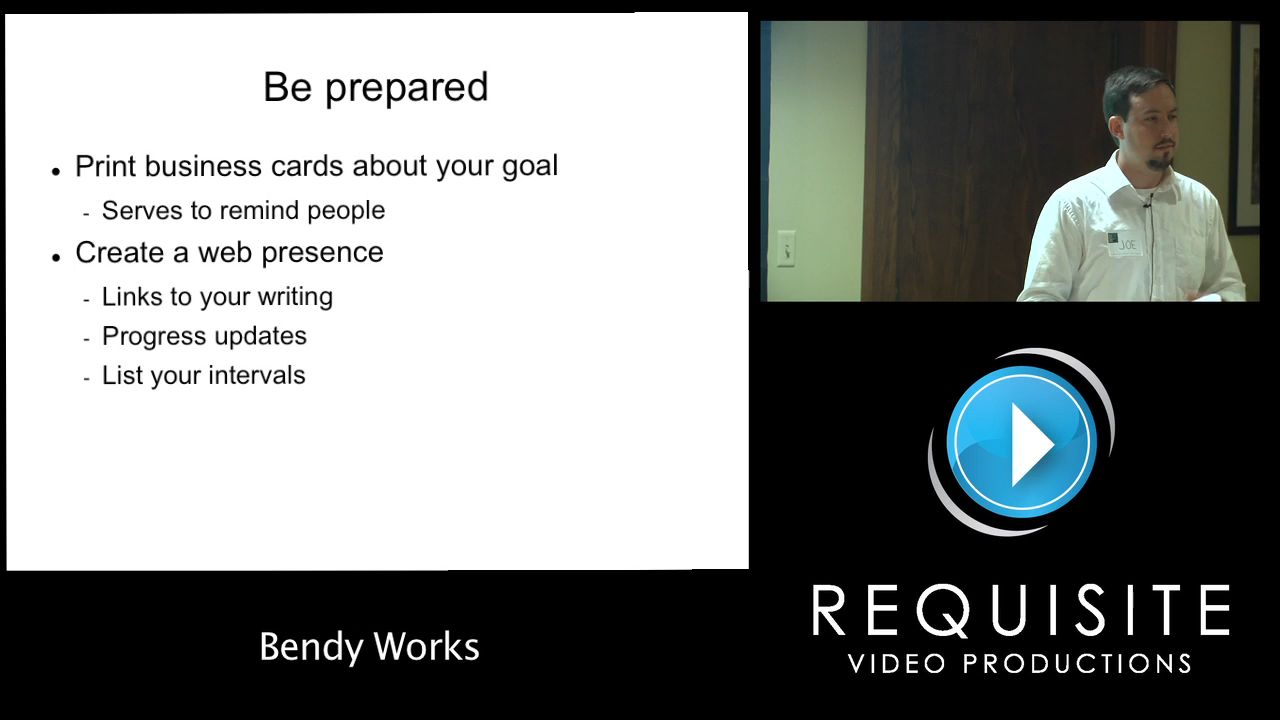 Be prepared
• Print business cards about your goal
- Serves to remind people
• Create a web presence
- Links to your writing
- Progress updates
- List your intervals
JOE
Bendy Works
REQUISITE
VIDEO PRODUCTIONS